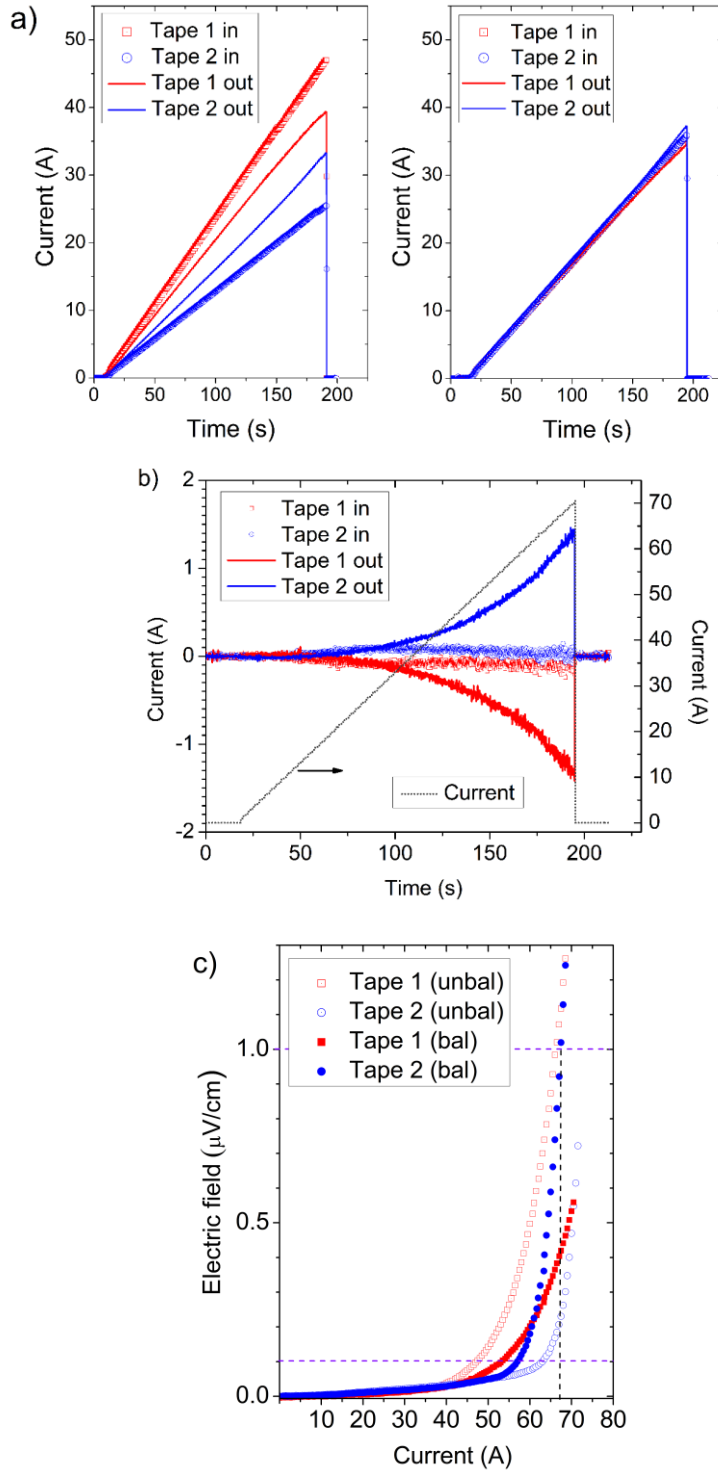 a)
Tape 1 in
Tape 2 in
Tape 1 out
Tape 2 out
Current (A)
50
40
30
20
10
0
0 50 100 150 200
Time (s)
Tape 1 in
Tape 2 in
Tape 1 out
Tape 2 out
Current (A)
50
40
30
20
10
0
0 50 100 150 200
Time (s)
b)
Tape 1 in
Tape 2 in
Tape 1 out
Tape 2 out
Current (A)
2
1
0
-1
-2
70
60
50
40
30
20
10
0
Current (A)
Current
0 50 100 150 200
Time (s)
c)
Tape 1 (unbal)
Tape 2 (unbal)
Tape 1 (bal)
Tape 2 (bal)
Electric field (μV/cm)
1.0
0.5
0.0
10 20 30 40 50 60 70 80
Current (A)